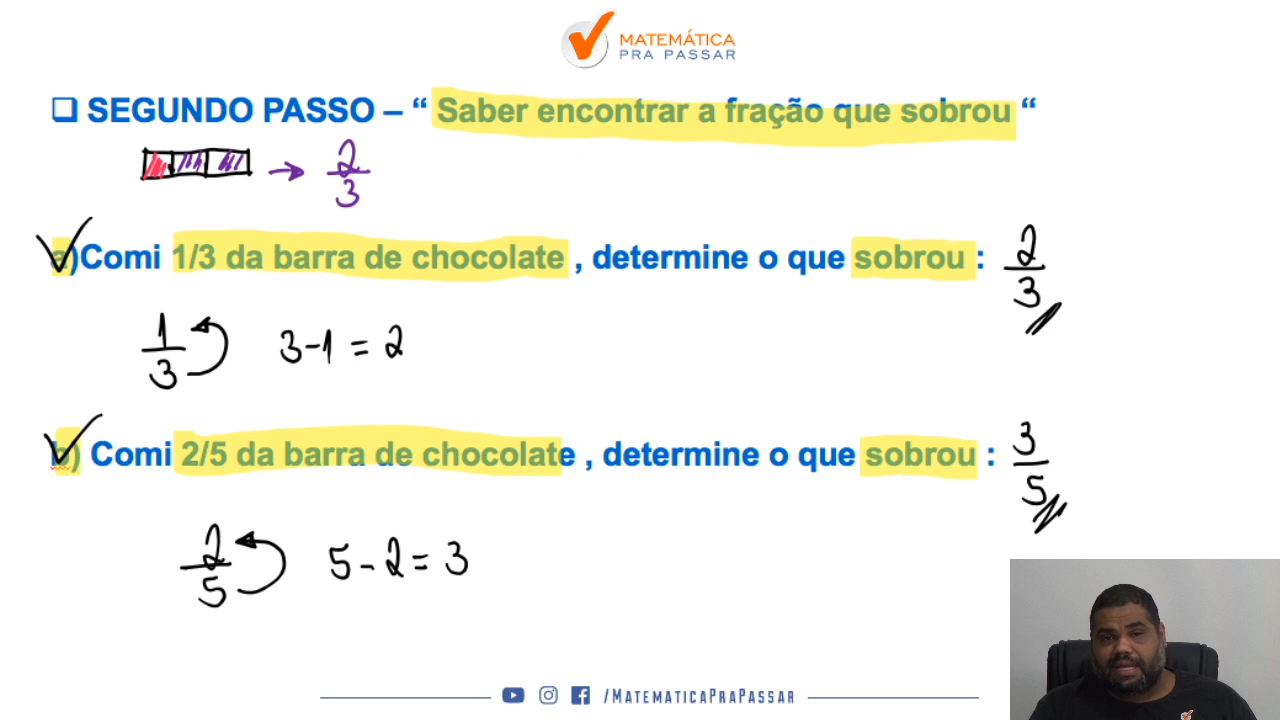 MATEMÁTICA
PRA PASSAR
SEGUNDO PASSO – “ Saber encontrar a fração que sobrou “
→ 2/3
a)Comi 1/3 da barra de chocolate , determine o que sobrou : 2/3
1/3 3-1 = 2
b) Comi 2/5 da barra de chocolate , determine o que sobrou : 3/5
2/5 5-2 = 3
/MATEMATICAPRAPASSAR